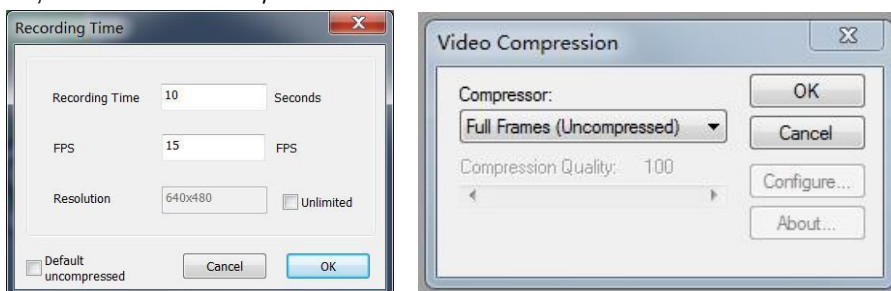 Recording Time
Recording Time 10 Seconds
FPS 15 FPS
Resolution 640x480 Unlimited
Default
uncompressed
Cancel OK
Video Compression
Compressor:
Full Frames (Uncompressed)
Compression Quality: 100
OK
Cancel
Configure...
About...